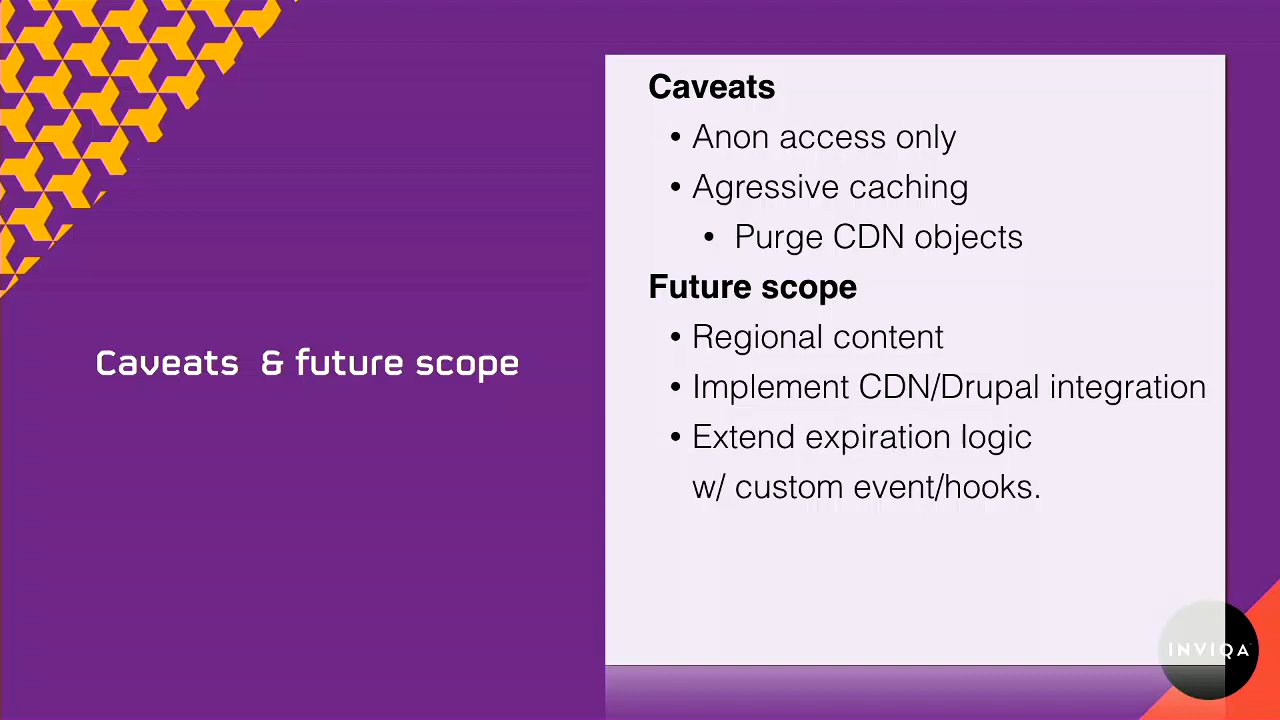 Caveats & future scope
Caveats
• Anon access only
• Agressive caching
• Purge CDN objects
Future scope
• Regional content
• Implement CDN/Drupal integration
• Extend expiration logic
w/ custom event/hooks.
INVIQA